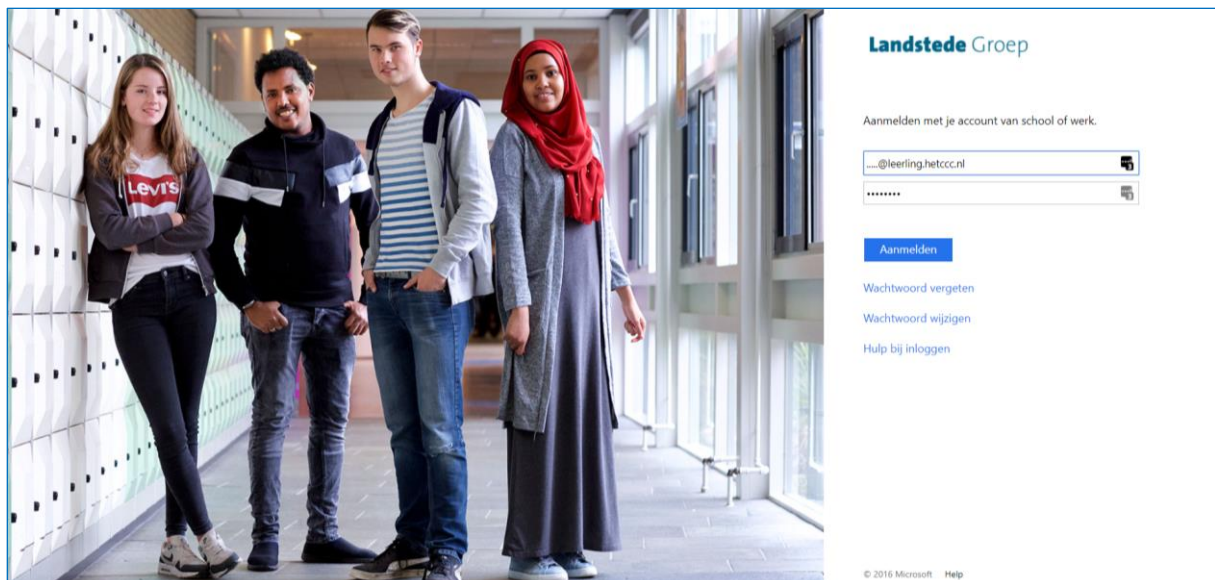 LEVI'S
Landstede Groep
Aanmelden met je account van school of werk.
.....@leerling.hetccc.nl
••••••••
Aanmelden
Wachtwoord vergeten
Wachtwoord wijzigen
Hulp bij inloggen
© 2016 Microsoft Help